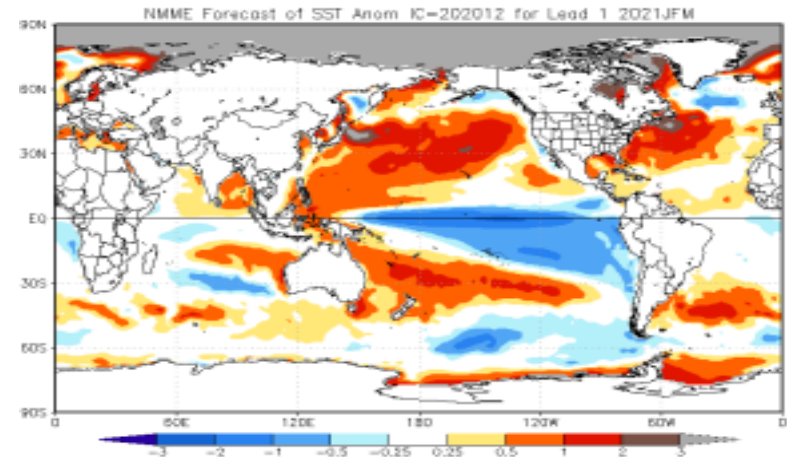 NMME Forecast of SST Anom IC-202012 for Lead 1 2021JFM
90N
60N
30N
EQ
30S
60S
90S
0 60E 120E 180 120W 60W 0
-3 -2 -1 -0.5 -0.25 0.25 0.5 1 2 3